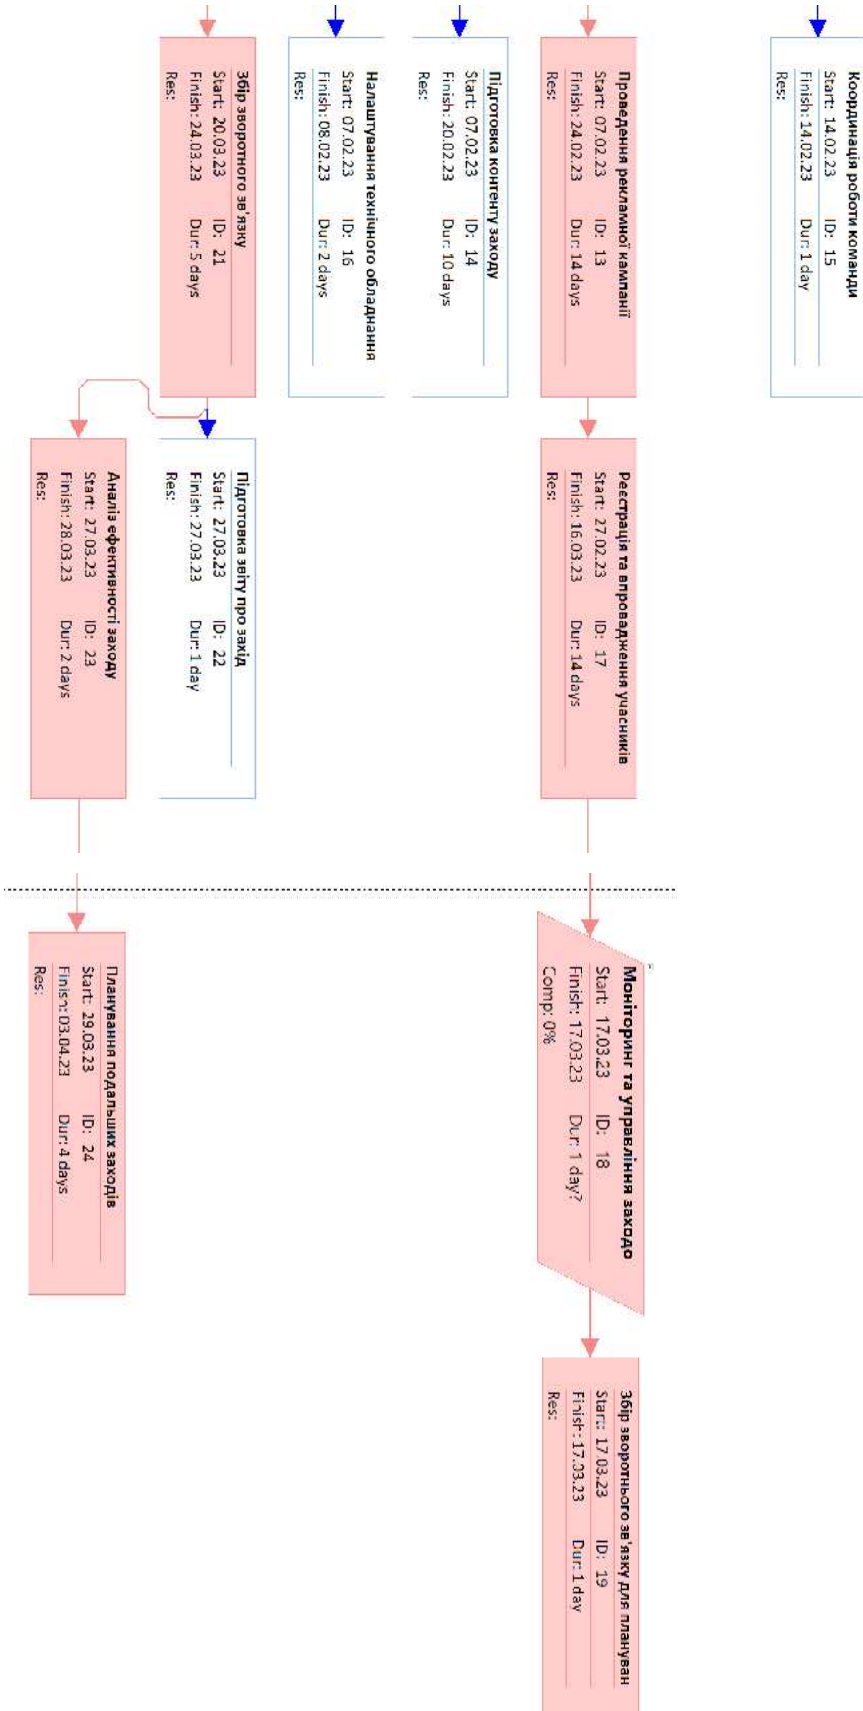 Координація роботи команди
Start: 14.02.23 ID: 15
Finish: 14.02.23 Dur: 1 day
Res:
Проведення рекламної кампанії
Start: 07.02.23 ID: 13
Finish: 24.02.23 Dur: 14 days
Res:
Реєстрація та впровадження учасників
Start: 27.02.23 ID: 17
Finish: 16.03.23 Dur: 14 days
Res:
Моніторинг та управління заходо
Start: 17.03.23 ID: 18
Finish: 17.03.23 Dur: 1 day?
Comp: 0%
Збір зворотнього зв'язку для плануван
Start: 17.03.23 ID: 19
Finish: 17.03.23 Dur: 1 day
Res:
Підготовка контенту заходу
Start: 07.02.23 ID: 14
Finish: 20.02.23 Dur: 10 days
Res:
Налаштування технічного обладнання
Start: 07.02.23 ID: 16
Finish: 08.02.23 Dur: 2 days
Res:
Збір зворотного зв'язку
Start: 20.03.23 ID: 21
Finish: 24.03.23 Dur: 5 days
Res:
Підготовка звіту про захід
Start: 27.03.23 ID: 22
Finish: 27.03.23 Dur: 1 day
Res:
Аналіз ефективності заходу
Start: 27.03.23 ID: 23
Finish: 28.03.23 Dur: 2 days
Res:
Планування подальших заходів
Start: 29.03.23 ID: 24
Finish: 03.04.23 Dur: 4 days
Res: